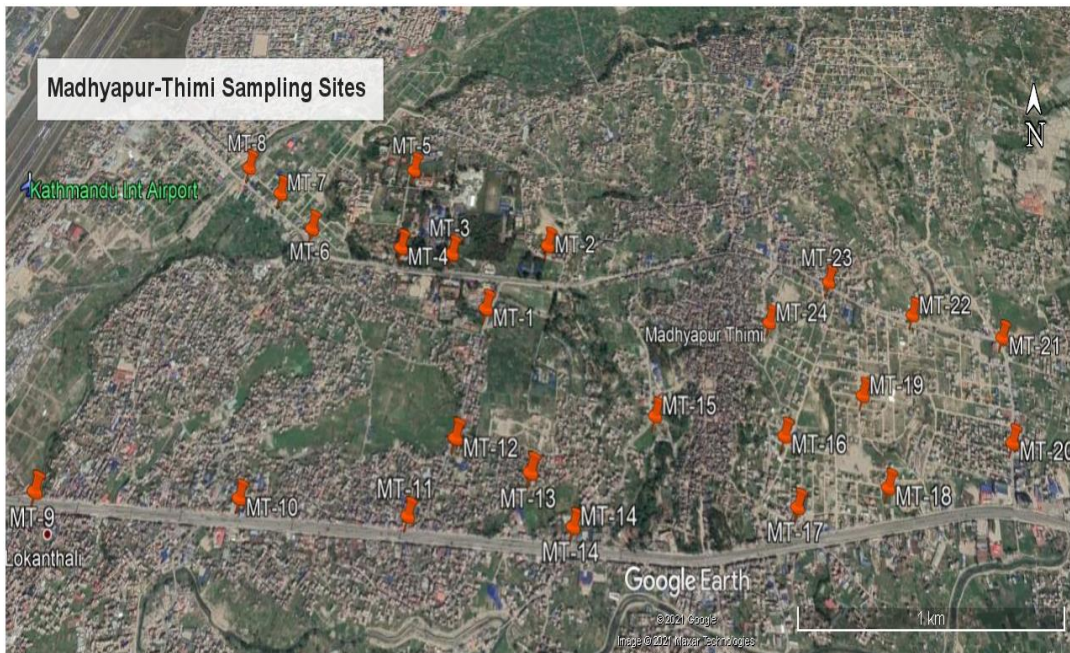 Madhyapur-Thimi Sampling Sites
N
MT-8
MT-5
Kathmandu Int Airport
MT-7
MT-3
MT-6
MT-4
MT-2
MT-23
MT-1
MT-24
MT-22
Madhyapur Thimi
MT-21
MT-19
MT-15
MT-12
MT-16
MT-20
MT-13
MT-11
MT-18
MT-10
MT-9
MT-14
MT-17
MT-14
Lokanthali
Google Earth
1 km
© 2021 Google
Image © 2021 Maxar Technologies